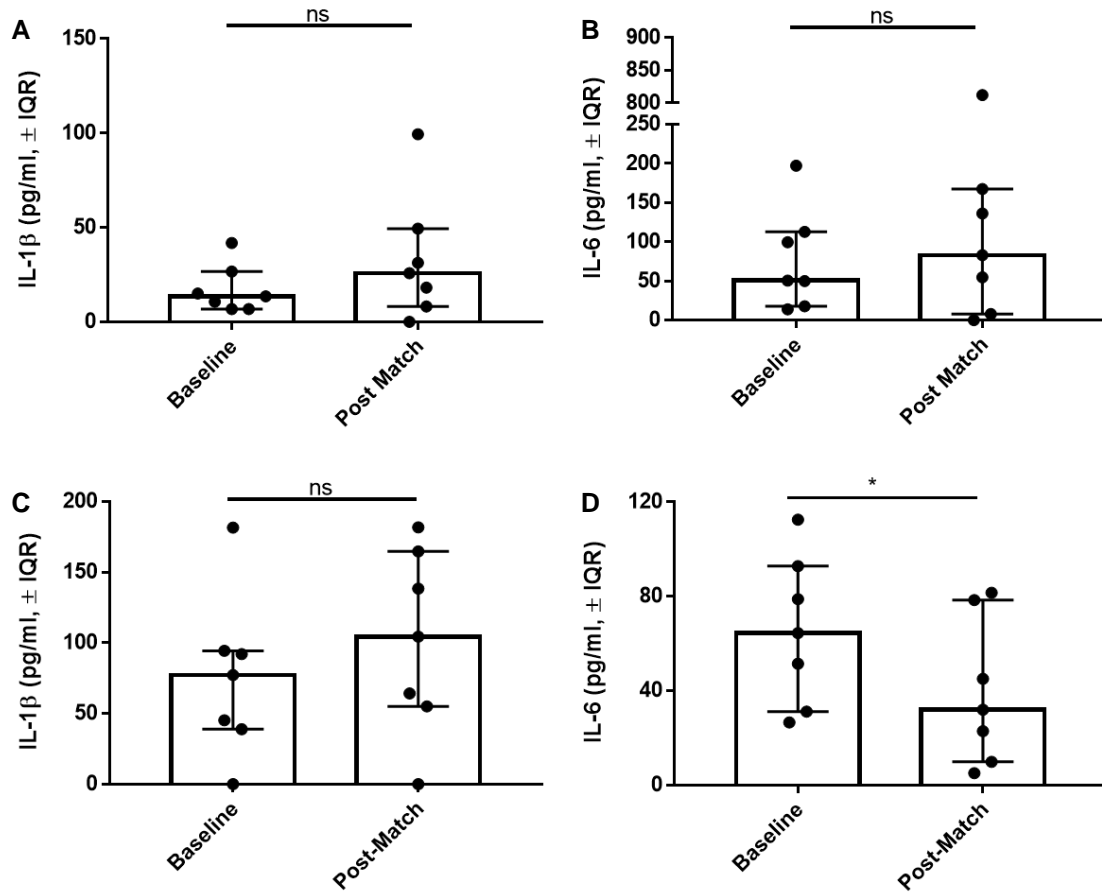 A
ns
IL-1β (pg/ml, ± IQR)
150
100
50
0
Baseline
Post Match
B
ns
IL-6 (pg/ml, ± IQR)
900
850
800
250
200
150
100
50
0
Baseline
Post Match
C
ns
IL-1β (pg/ml, ± IQR)
200
150
100
50
0
Baseline
Post-Match
D
*
IL-6 (pg/ml, ± IQR)
120
80
40
0
Baseline
Post-Match